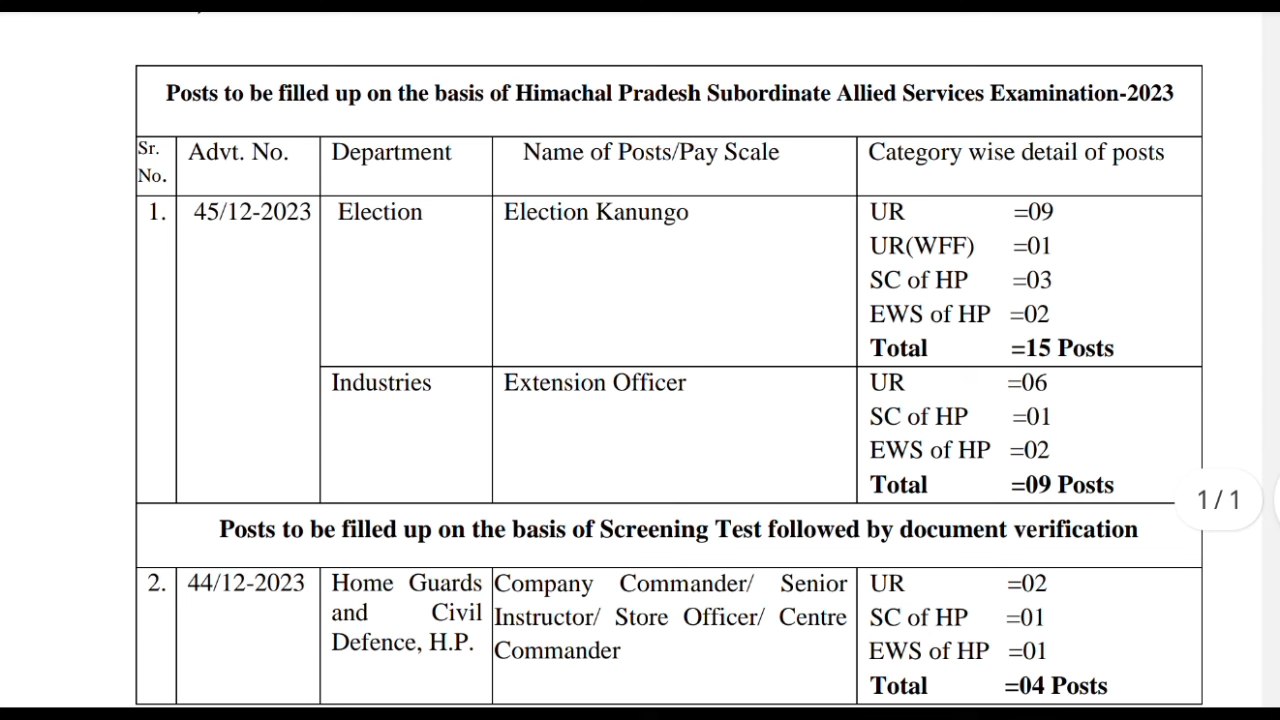 Posts to be filled up on the basis of Himachal Pradesh Subordinate Allied Services Examination-2023
Sr. No. Advt. No. Department Name of Posts/Pay Scale Category wise detail of posts
1. 45/12-2023 Election Election Kanungo UR =09
UR(WFF) =01
SC of HP =03
EWS of HP =02
Total =15 Posts
Industries Extension Officer UR =06
SC of HP =01
EWS of HP =02
Total =09 Posts
1 / 1
Posts to be filled up on the basis of Screening Test followed by document verification
2. 44/12-2023 Home Guards and Civil Defence, H.P. Company Commander/ Senior Instructor/ Store Officer/ Centre Commander UR =02
SC of HP =01
EWS of HP =01
Total =04 Posts